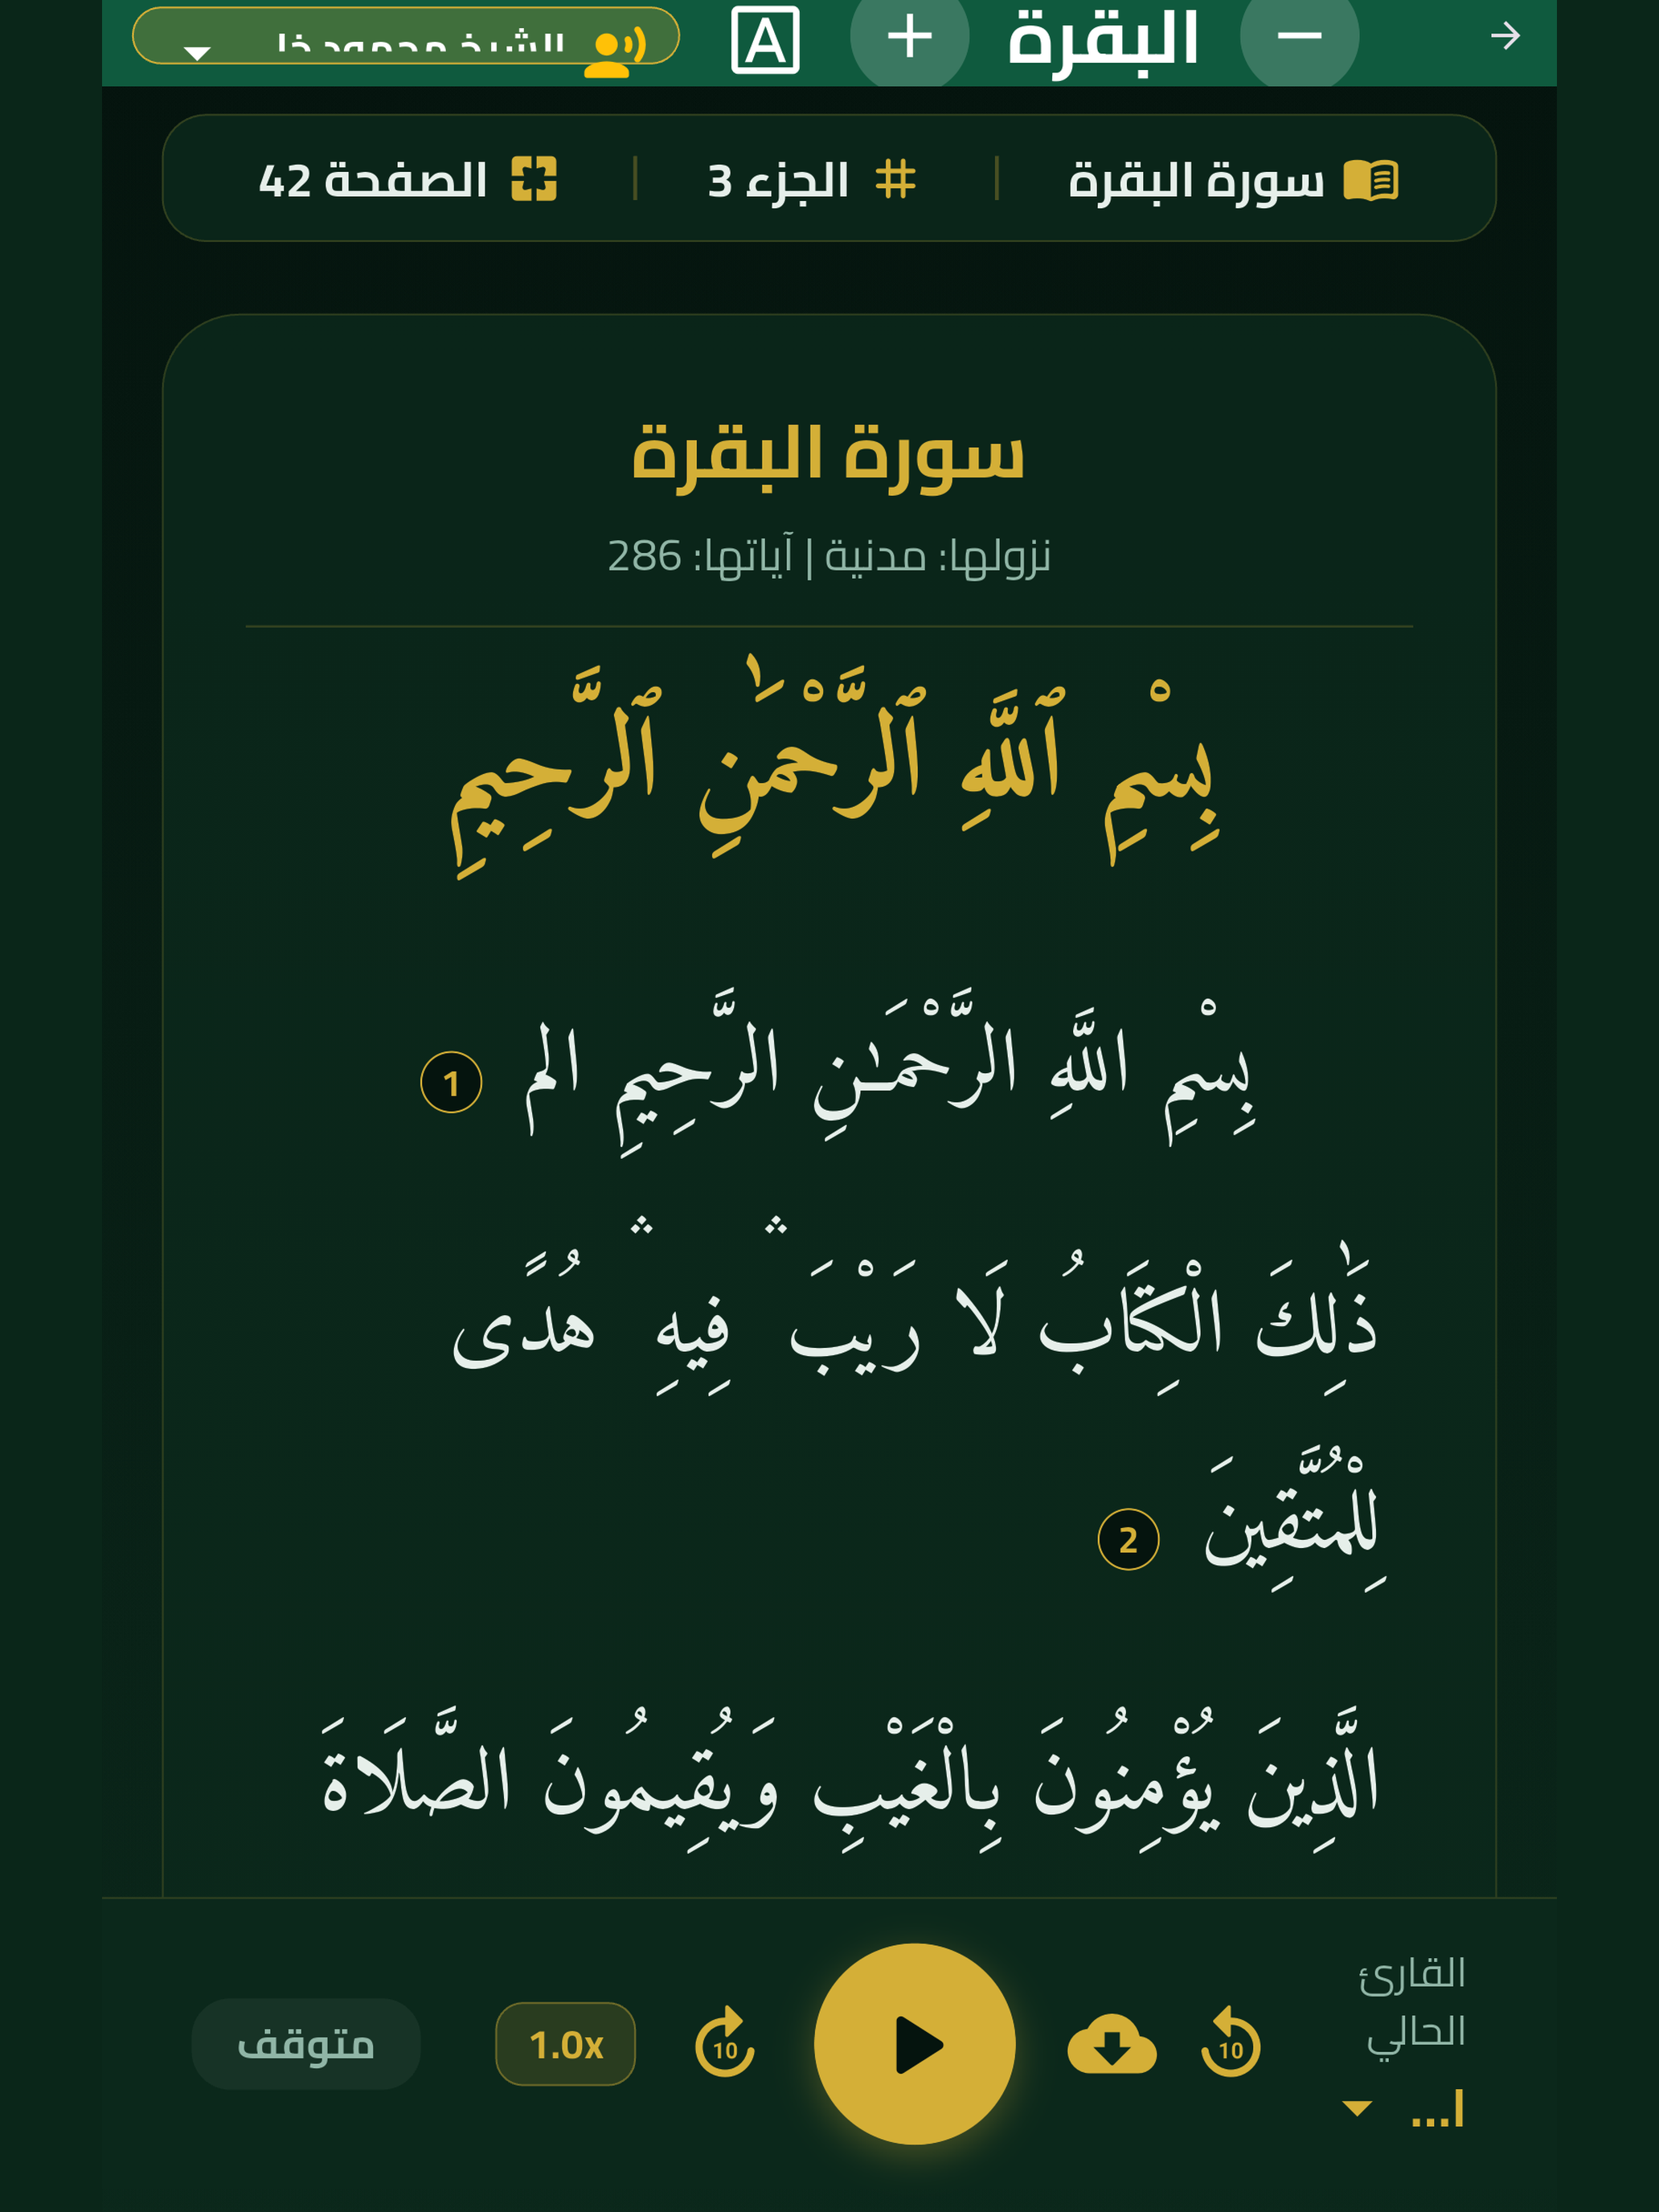 البقرة A
سورة البقرة | الجزء 3 | الصفحة 42
سورة البقرة
نزولها: مدنية | آياتها: 286
بِسْمِ ٱللَّهِ ٱلرَّحْمَٰنِ ٱلرَّحِيمِ
بِسْمِ اللَّهِ الرَّحْمَـٰنِ الرَّحِيمِ الم 1
ذَٰلِكَ الْكِتَابُ لَا رَيْبَ ۛ فِيهِ ۛ هُدًى
لِلْمُتَّقِينَ 2
الَّذِينَ يُؤْمِنُونَ بِالْغَيْبِ وَيُقِيمُونَ الصَّلَاةَ
القارئ
الحالي
ا...
10 10 1.0x متوقف